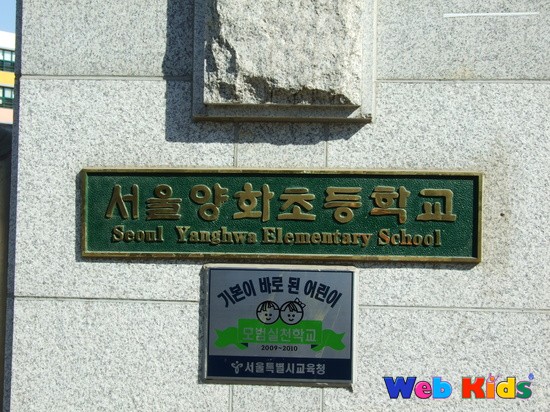 서울양화초등학교
Seoul Yanghwa Elementary School
기본이 바로 된 어린이
모범실천학교
2009~2010
서울특별시교육청
Web Kids